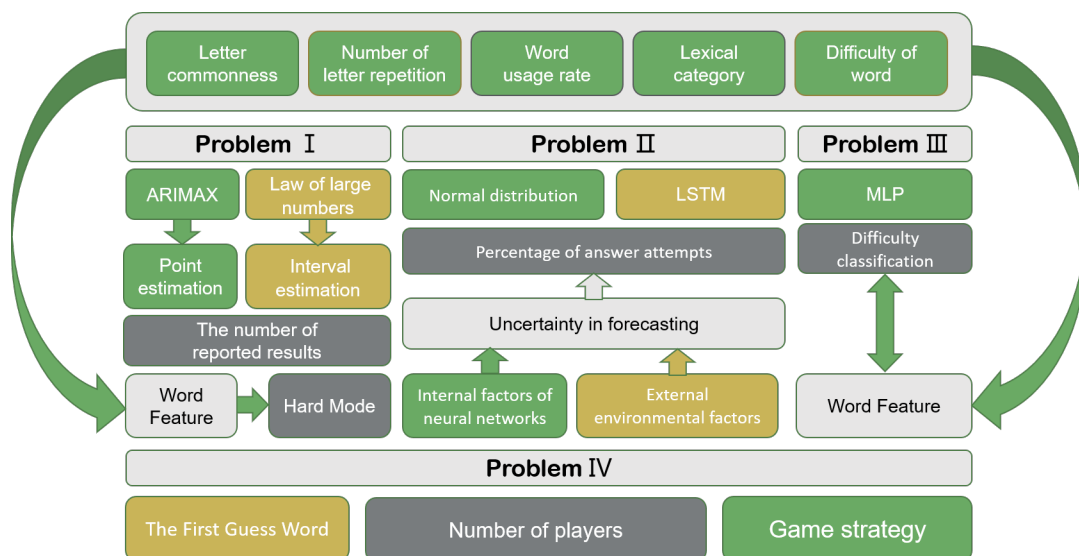 Letter
commonness
Number of
letter repetition
Word
usage rate
Lexical
category
Difficulty of
word
Problem Ⅰ
Problem Ⅱ
Problem Ⅲ
ARIMAX
Law of large
numbers
Normal distribution
LSTM
MLP
Percentage of answer attempts
Difficulty
classification
Point
estimation
Interval
estimation
Uncertainty in forecasting
The number of
reported results
Word
Feature
Hard Mode
Internal factors of
neural networks
External
environmental factors
Word Feature
Problem Ⅳ
The First Guess Word
Number of players
Game strategy